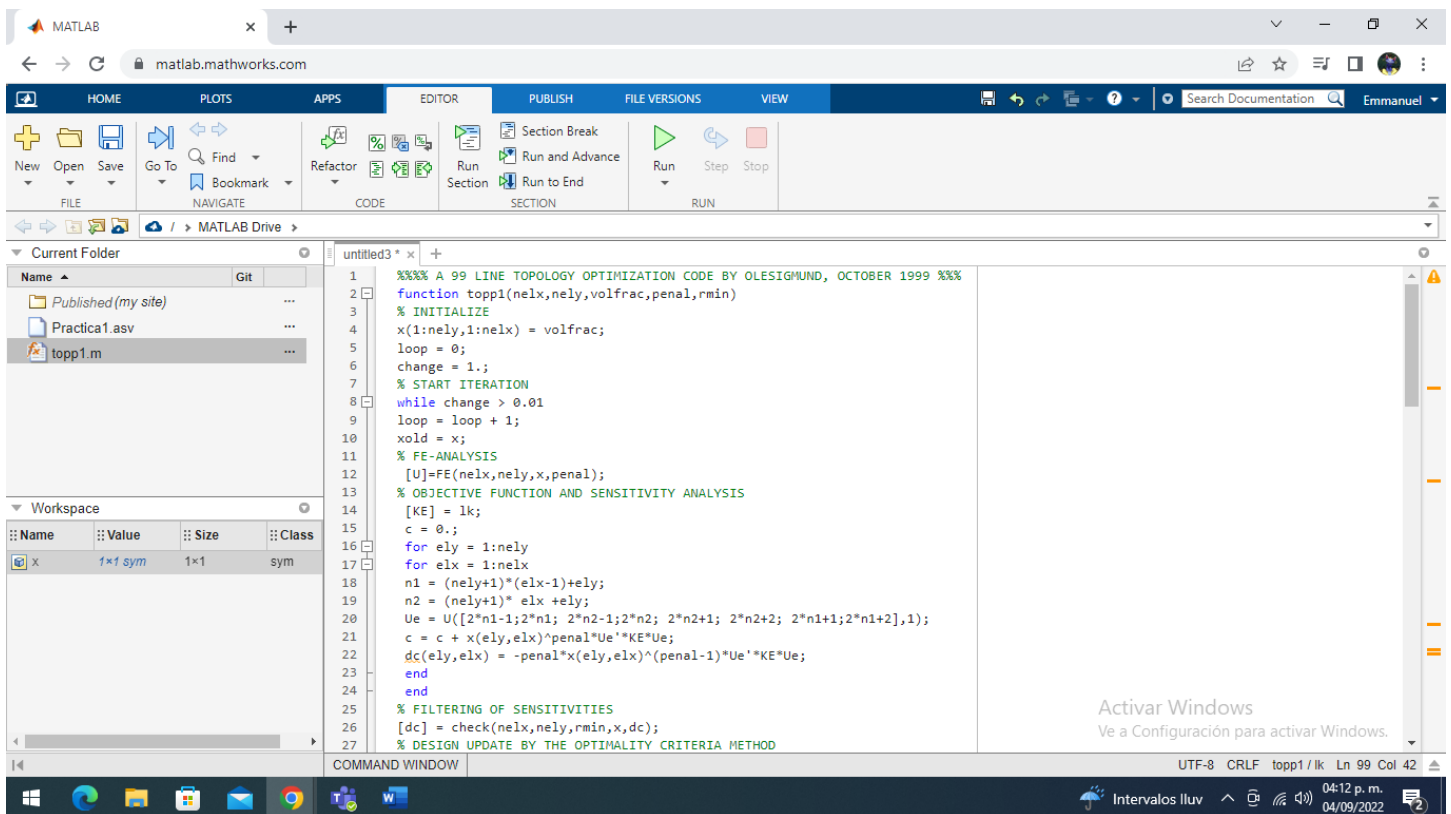 MATLAB
matlab.mathworks.com
HOME PLOTS APPS EDITOR PUBLISH FILE VERSIONS VIEW Search Documentation Emmanuel
New Open Save Go To Find Bookmark Refactor Run Section Section Break Run and Advance Run to End Run Step Stop
FILE NAVIGATE CODE SECTION RUN
/ > MATLAB Drive >
Current Folder
Name Git
Published (my site) ...
Practica1.asv ...
topp1.m ...
Workspace
Name Value Size Class
x 1×1 sym 1×1 sym
untitled3 * × +
1 %%%% A 99 LINE TOPOLOGY OPTIMIZATION CODE BY OLESIGMUND, OCTOBER 1999 %%%
2 function topp1(nelx,nely,volfrac,penal,rmin)
3 % INITIALIZE
4 x(1:nely,1:nelx) = volfrac;
5 loop = 0;
6 change = 1.;
7 % START ITERATION
8 while change > 0.01
9 loop = loop + 1;
10 xold = x;
11 % FE-ANALYSIS
12 [U]=FE(nelx,nely,x,penal);
13 % OBJECTIVE FUNCTION AND SENSITIVITY ANALYSIS
14 [KE] = lk;
15 c = 0.;
16 for ely = 1:nely
17 for elx = 1:nelx
18 n1 = (nely+1)*(elx-1)+ely;
19 n2 = (nely+1)* elx +ely;
20 Ue = U([2*n1-1;2*n1; 2*n2-1;2*n2; 2*n2+1; 2*n2+2; 2*n1+1;2*n1+2],1);
21 c = c + x(ely,elx)^penal*Ue'*KE*Ue;
22 dc(ely,elx) = -penal*x(ely,elx)^(penal-1)*Ue'*KE*Ue;
23 end
24 end
25 % FILTERING OF SENSITIVITIES
26 [dc] = check(nelx,nely,rmin,x,dc);
27 % DESIGN UPDATE BY THE OPTIMALITY CRITERIA METHOD
Activar Windows
Ve a Configuración para activar Windows.
COMMAND WINDOW
UTF-8 CRLF topp1 / lk Ln 99 Col 42
Intervalos lluv
04:12 p. m.
04/09/2022
2